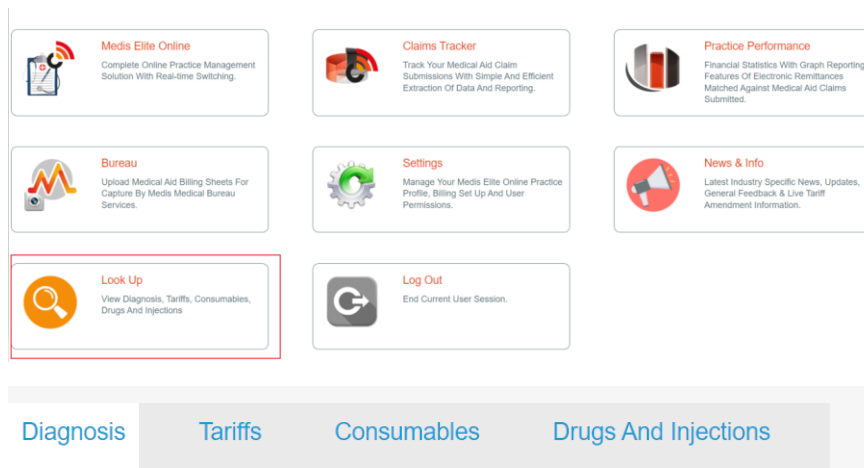 Medis Elite Online
Complete Online Practice Management
Solution With Real-time Switching.
Claims Tracker
Track Your Medical Aid Claim
Submissions With Simple And Efficient
Extraction Of Data And Reporting.
Practice Performance
Financial Statistics With Graph Reporting
Features Of Electronic Remittances
Matched Against Medical Aid Claims
Submitted.
Bureau
Upload Medical Aid Billing Sheets For
Capture By Medis Medical Bureau
Services.
Settings
Manage Your Medis Elite Online Practice
Profile, Billing Set Up And User
Permissions.
News & Info
Latest Industry Specific News, Updates,
General Feedback & Live Tariff
Amendment Information.
Look Up
View Diagnosis, Tariffs, Consumables,
Drugs And Injections
Log Out
End Current User Session.
Diagnosis Tariffs Consumables Drugs And Injections